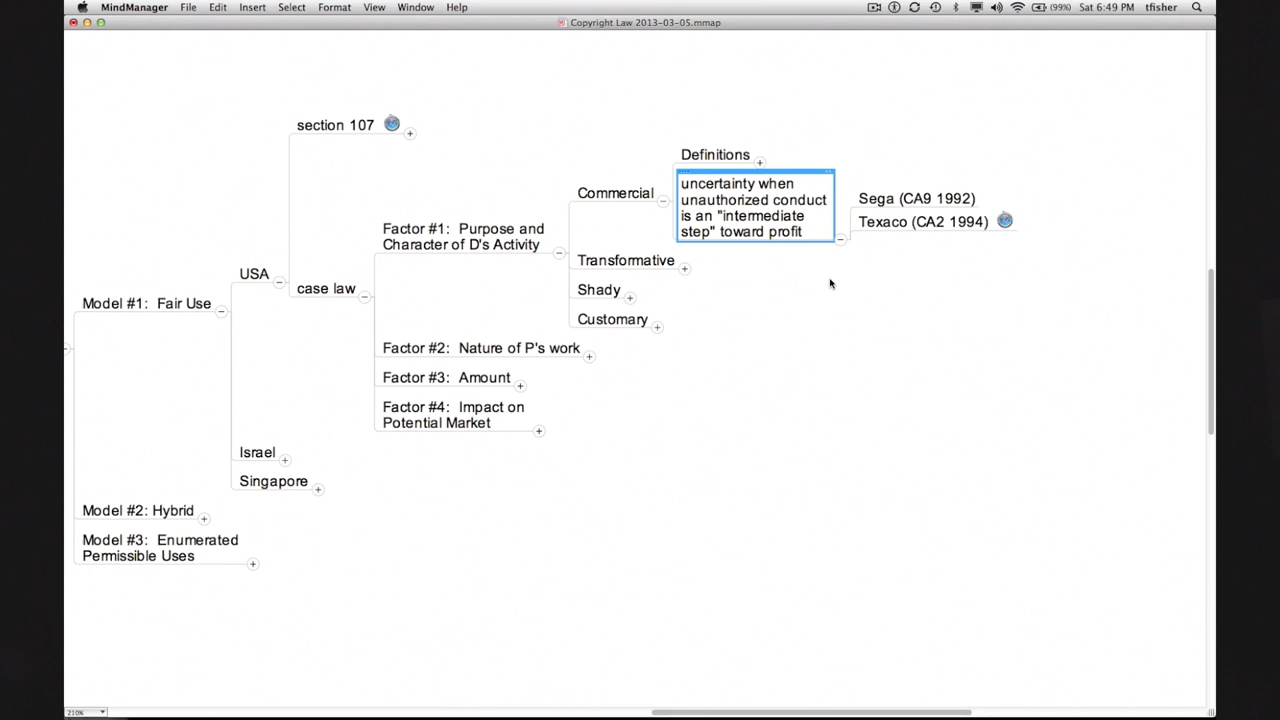 MindManager File Edit Insert Select Format View Window Help (99%) Sat 6:49 PM tfisher
Copyright Law 2013-03-05.mmap
section 107
Definitions
uncertainty when
unauthorized conduct
is an "intermediate
step" toward profit
Commercial
Sega (CA9 1992)
Texaco (CA2 1994)
Factor #1: Purpose and
Character of D's Activity
Transformative
USA
case law
Shady
Model #1: Fair Use
Customary
Factor #2: Nature of P's work
Factor #3: Amount
Factor #4: Impact on
Potential Market
Israel
Singapore
Model #2: Hybrid
Model #3: Enumerated
Permissible Uses
210%